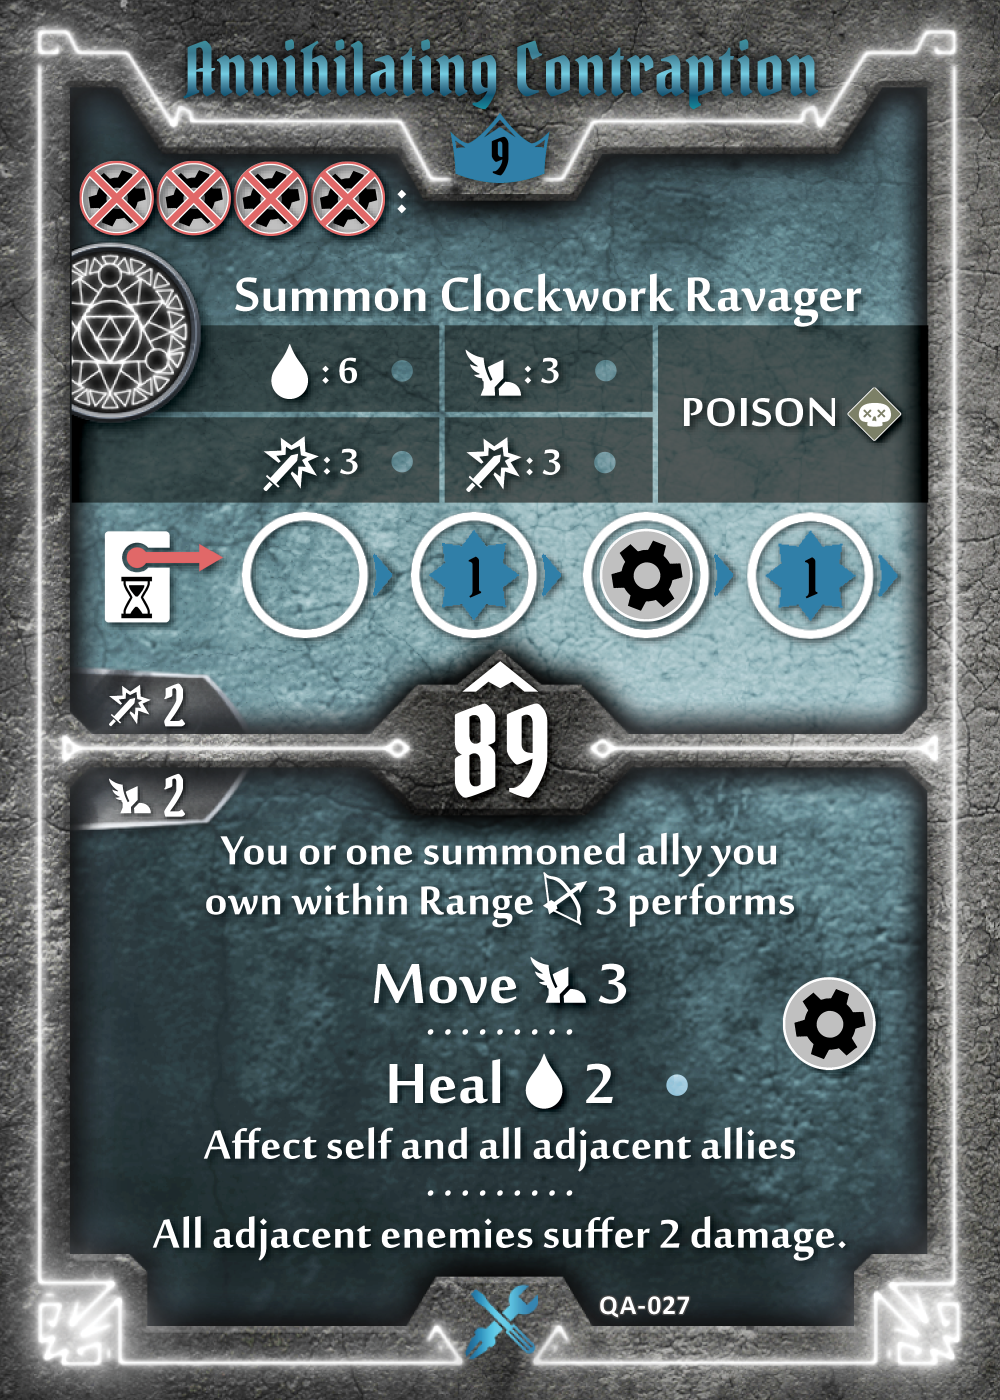 Annihilating Contraption
9
:
Summon Clockwork Ravager
: 6
: 3
POISON
: 3
: 3
1
1
2
89
2
You or one summoned ally you
own within Range 3 performs
Move 3
Heal 2
Affect self and all adjacent allies
All adjacent enemies suffer 2 damage.
QA-027